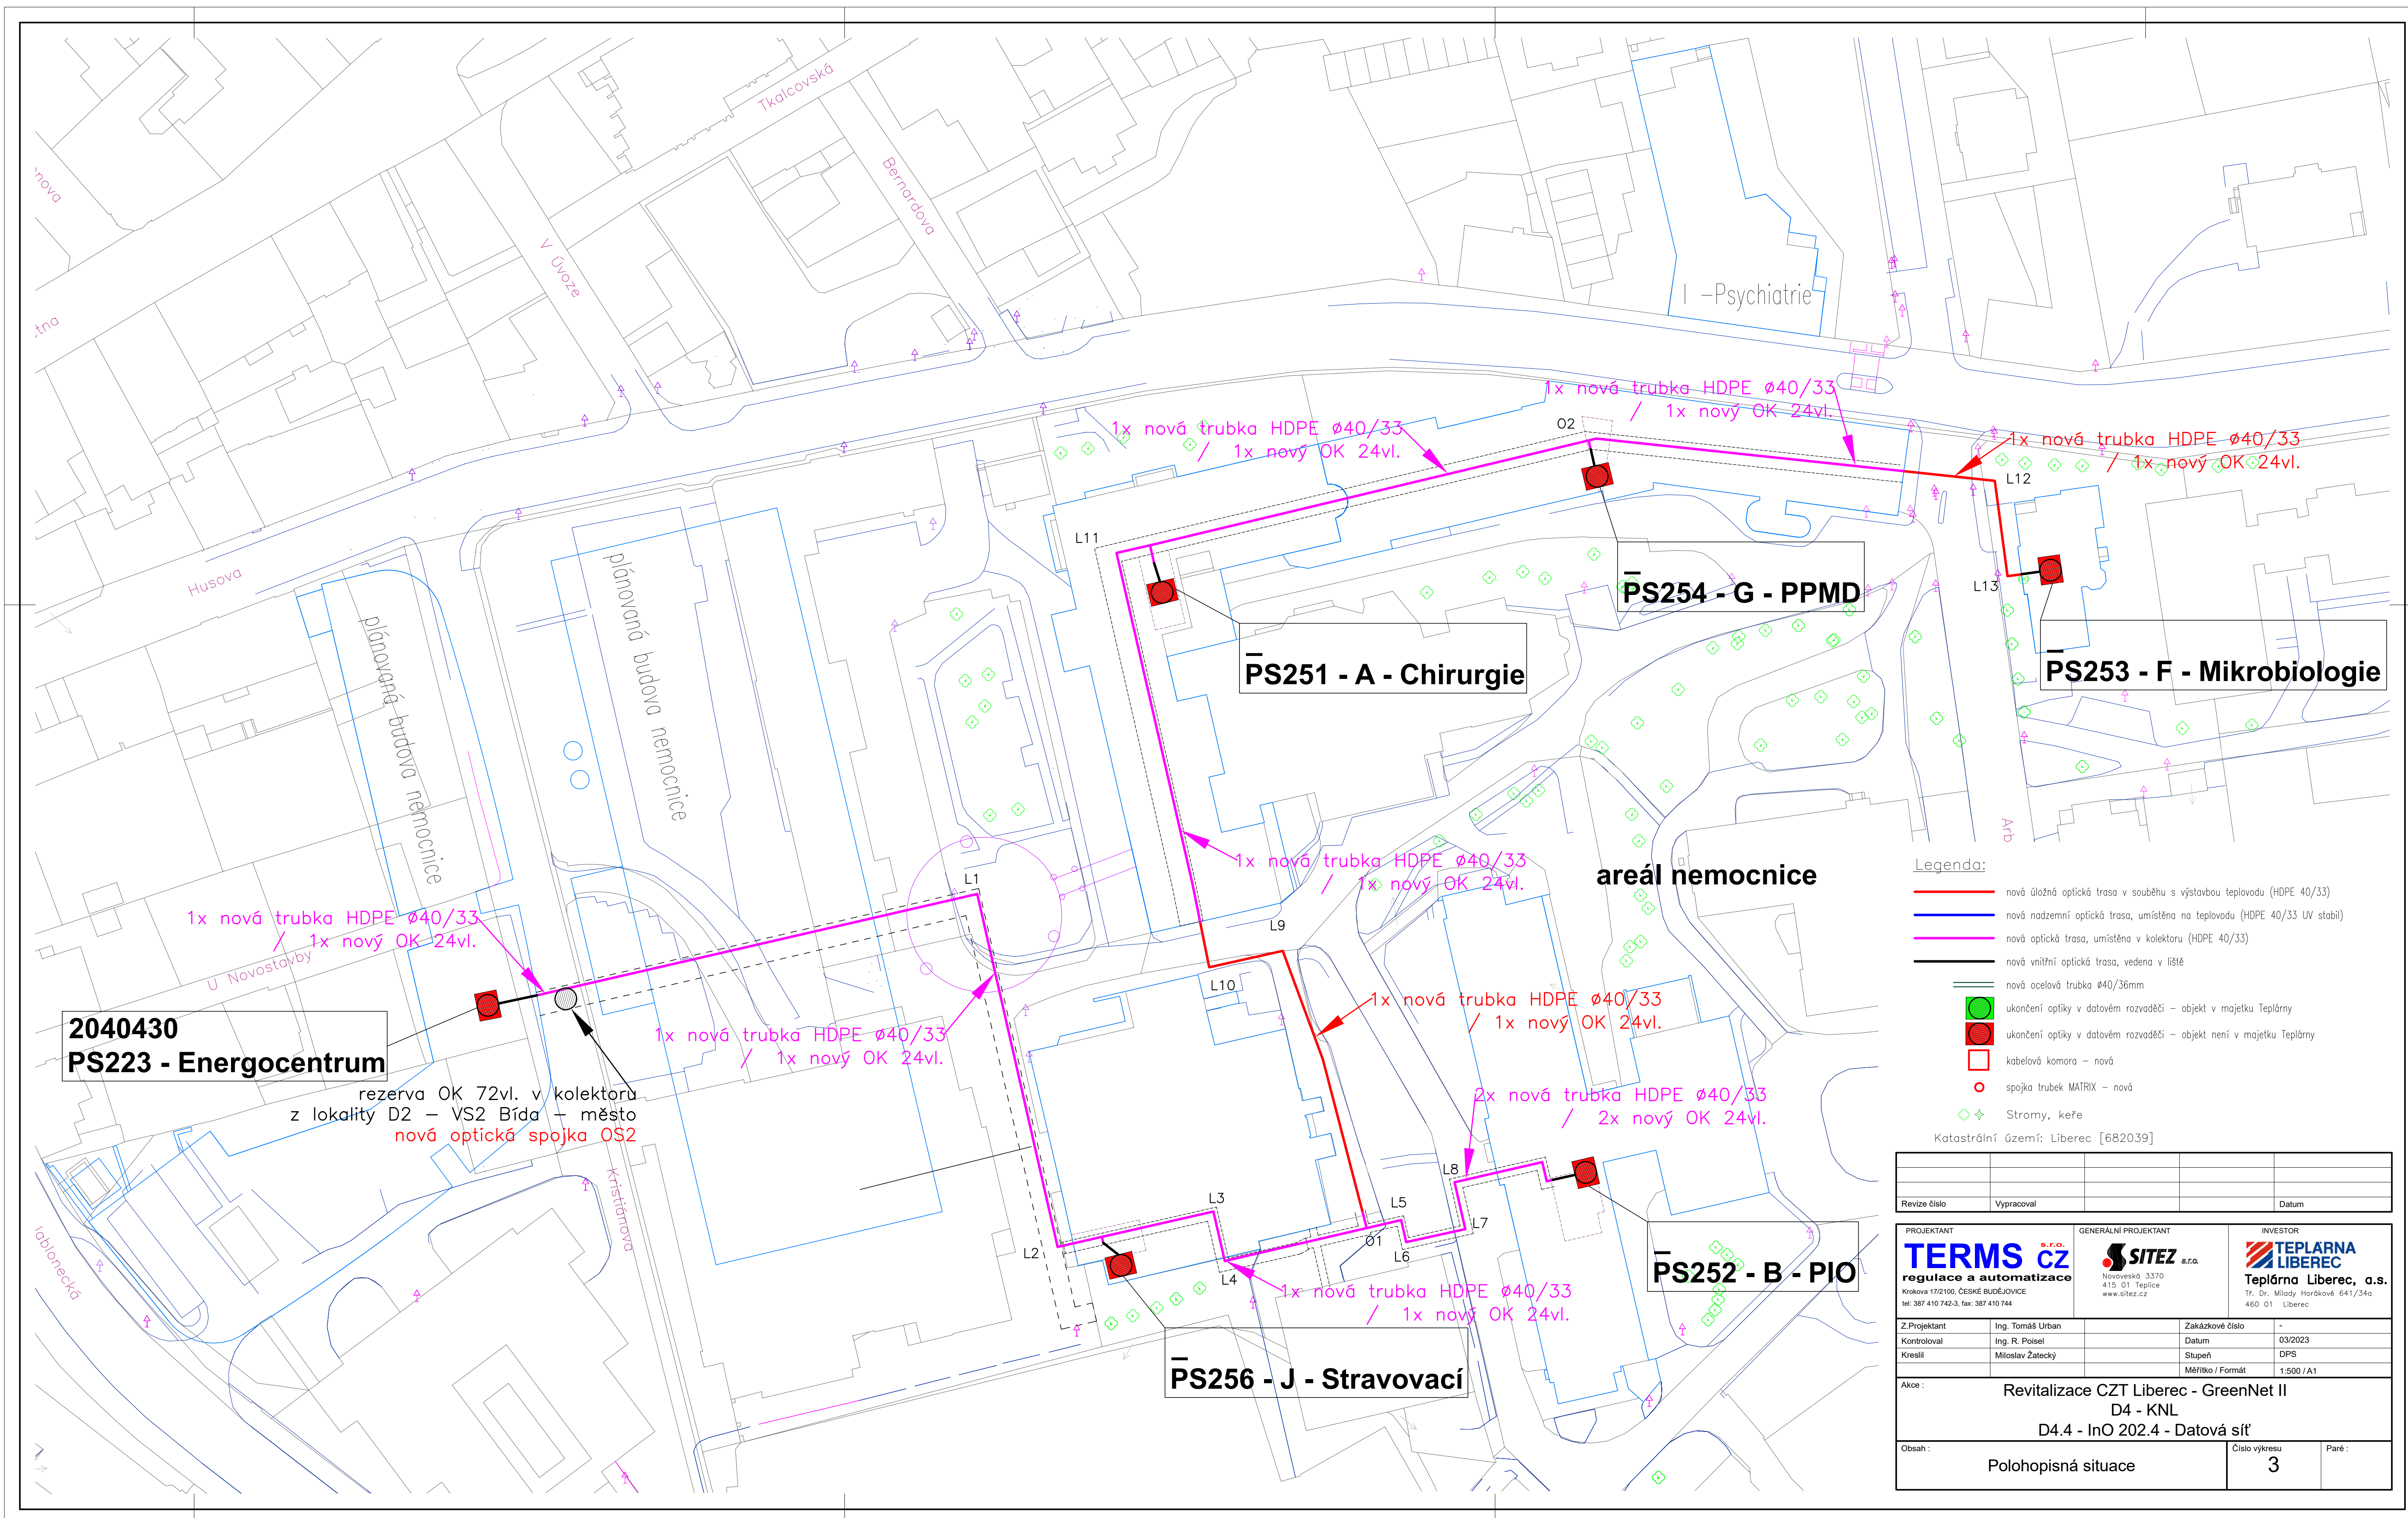 Tkalcovská
Bernardova
V Úvoze
Husova
U Novostavby
Kristiánova
Jablonecká
I -Psychiatrie
plánovaná budova nemocnice
plánovaná budova nemocnice
areál nemocnice
1x nová trubka HDPE ø40/33
/ 1x nový OK 24vl.
O2
1x nová trubka HDPE ø40/33
/ 1x nový OK 24vl.
1x nová trubka HDPE ø40/33
/ 1x nový OK 24vl.
L12
L11
L13
PS254 - G - PPMD
PS251 - A - Chirurgie
PS253 - F - Mikrobiologie
Arb
1x nová trubka HDPE ø40/33
/ 1x nový OK 24vl.
L1
1x nová trubka HDPE ø40/33
/ 1x nový OK 24vl.
L9
L10
2040430
PS223 - Energocentrum
1x nová trubka HDPE ø40/33
/ 1x nový OK 24vl.
1x nová trubka HDPE ø40/33
/ 1x nový OK 24vl.
rezerva OK 72vl. v kolektoru
z lokality D2 – VS2 Bída – město
nová optická spojka OS2
2x nová trubka HDPE ø40/33
/ 2x nový OK 24vl.
L8
L3
L5
L7
L2
O1
L6
L4
PS252 - B - PIO
1x nová trubka HDPE ø40/33
/ 1x nový OK 24vl.
PS256 - J - Stravovací
Legenda:
nová úložná optická trasa v souběhu s výstavbou teplovodu (HDPE 40/33)
nová nadzemní optická trasa, umístěna na teplovodu (HDPE 40/33 UV stabil)
nová optická trasa, umístěna v kolektoru (HDPE 40/33)
nová vnitřní optická trasa, vedena v liště
nová ocelová trubka ø40/36mm
ukončení optiky v datovém rozvaděči – objekt v majetku Teplárny
ukončení optiky v datovém rozvaděči – objekt není v majetku Teplárny
kabelová komora – nová
spojka trubek MATRIX – nová
Stromy, keře
Katastrální území: Liberec [682039]
Revize číslo Vypracoval Datum
PROJEKTANT GENERÁLNÍ PROJEKTANT INVESTOR
TERMS CZ s.r.o.
regulace a automatizace
Krokova 17/2100, ČESKÉ BUDĚJOVICE
tel: 387 410 742-3, fax: 387 410 744
SITEZ s.r.o.
Novoveská 3370
415 01 Teplice
www.sitez.cz
TEPLÁRNA
LIBEREC
Teplárna Liberec, a.s.
Tř. Dr. Milady Horákové 641/34a
460 01 Liberec
Z.Projektant Ing. Tomáš Urban Zakázkové číslo -
Kontroloval Ing. R. Poisel Datum 03/2023
Kreslil Miloslav Žatecký Stupeň DPS
Měřítko / Formát 1:500 / A1
Akce :
Revitalizace CZT Liberec - GreenNet II
D4 - KNL
D4.4 - InO 202.4 - Datová síť
Obsah :
Polohopisná situace
Číslo výkresu
3
Paré :